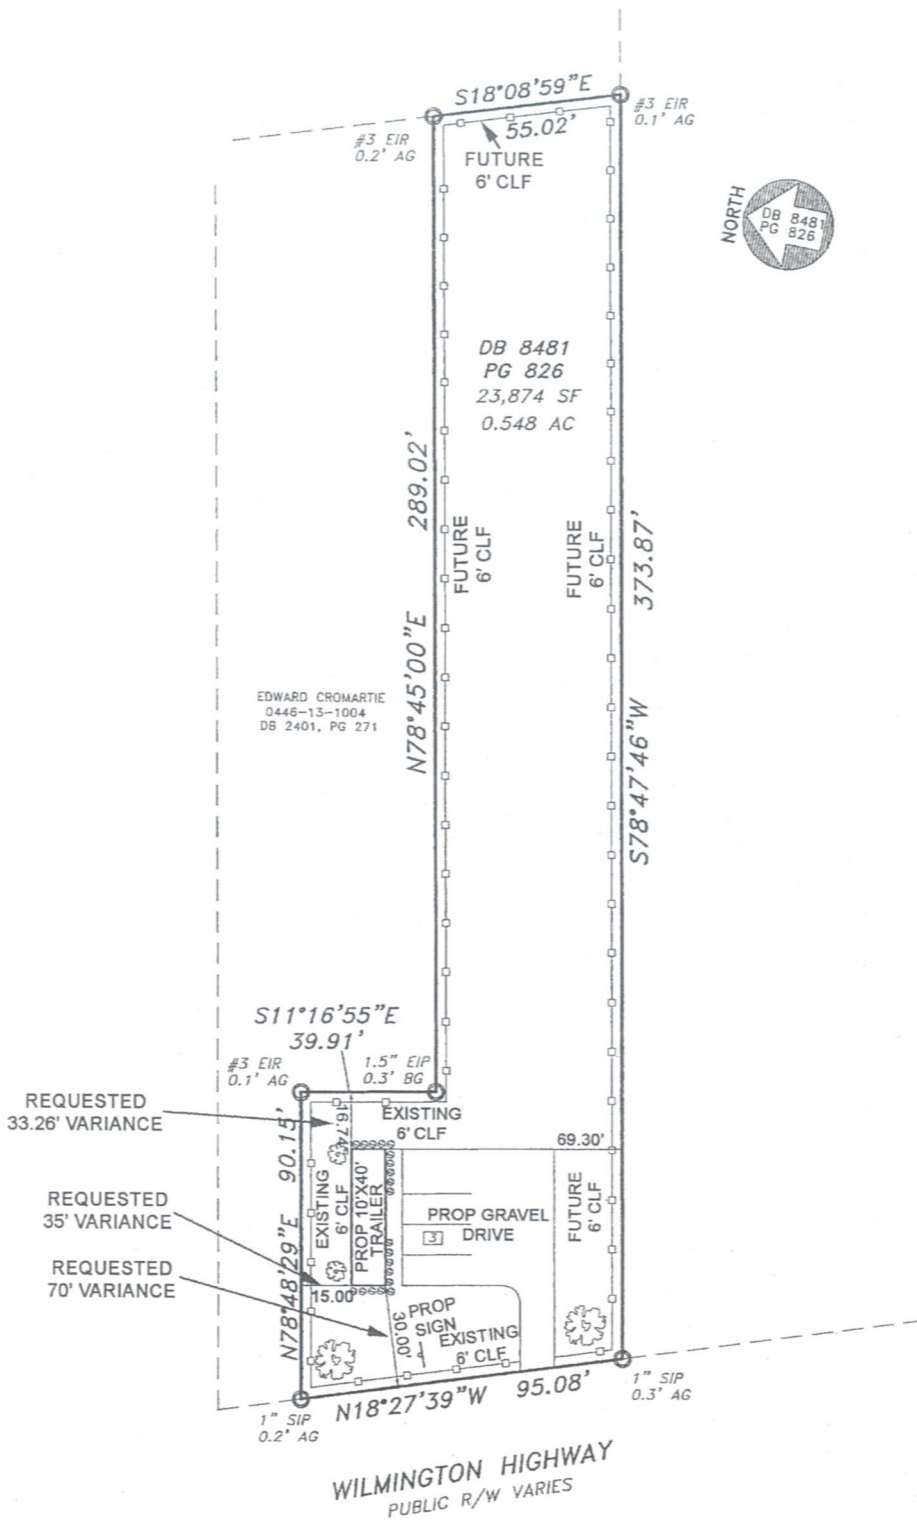 S18°08'59"E
55.02'
#3 EIR
0.1' AG
#3 EIR
0.2' AG
FUTURE
6' CLF
NORTH
DB 8481
PG 826
DB 8481
PG 826
23,874 SF
0.548 AC
289.02'
N78°45'00"E
FUTURE
6' CLF
FUTURE
6' CLF
373.87'
S78°47'46"W
EDWARD CROMARTIE
0446-13-1004
DB 2401, PG 271
S11°16'55"E
39.91'
#3 EIR
0.1' AG
1.5" EIP
0.3' BG
REQUESTED
33.26' VARIANCE
16.74'
EXISTING
6' CLF
69.30'
90.15'
N78°48'29"E
EXISTING
6' CLF
PROP 10'X40'
TRAILER
REQUESTED
35' VARIANCE
PROP GRAVEL
DRIVE
3
FUTURE
6' CLF
REQUESTED
70' VARIANCE
15.00'
30.00'
PROP
SIGN
EXISTING
6' CLF
1" SIP
0.2' AG
N18°27'39"W
95.08'
1" SIP
0.3' AG
WILMINGTON HIGHWAY
PUBLIC R/W VARIES